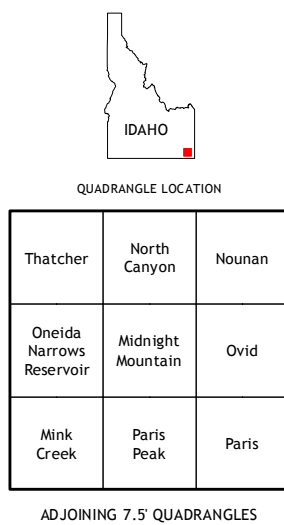 IDAHO
QUADRANGLE LOCATION
Thatcher
North
Canyon
Nounan
Oneida
Narrows
Reservoir
Midnight
Mountain
Ovid
Mink
Creek
Paris
Peak
Paris
ADJOINING 7.5' QUADRANGLES